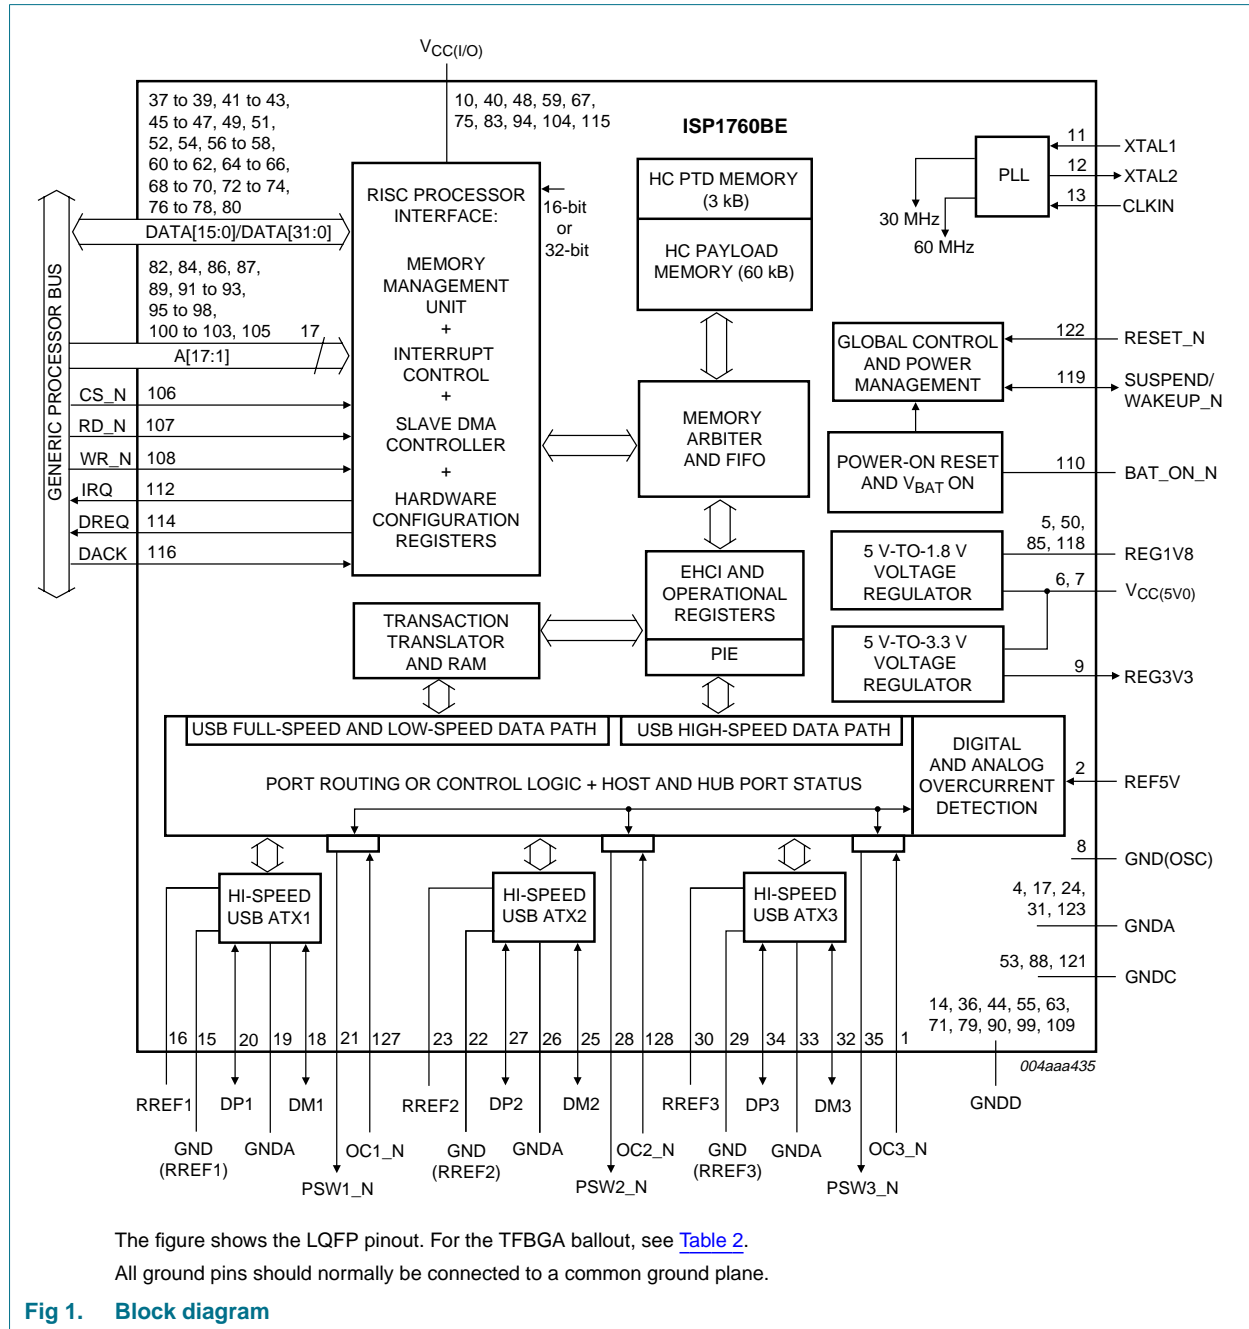 VCC(I/O)
37 to 39, 41 to 43,
45 to 47, 49, 51,
52, 54, 56 to 58,
60 to 62, 64 to 66,
68 to 70, 72 to 74,
76 to 78, 80
DATA[15:0]/DATA[31:0]
82, 84, 86, 87,
89, 91 to 93,
95 to 98,
100 to 103, 105
17
A[17:1]
GENERIC PROCESSOR BUS
CS_N 106
RD_N 107
WR_N 108
IRQ 112
DREQ 114
DACK 116
10, 40, 48, 59, 67,
75, 83, 94, 104, 115
ISP1760BE
RISC PROCESSOR
INTERFACE:
MEMORY
MANAGEMENT
UNIT
+
INTERRUPT
CONTROL
+
SLAVE DMA
CONTROLLER
+
HARDWARE
CONFIGURATION
REGISTERS
16-bit
or
32-bit
HC PTD MEMORY
(3 kB)
HC PAYLOAD
MEMORY (60 kB)
MEMORY
ARBITER
AND FIFO
EHCI AND
OPERATIONAL
REGISTERS
PIE
TRANSACTION
TRANSLATOR
AND RAM
PLL
30 MHz
60 MHz
11 XTAL1
12 XTAL2
13 CLKIN
GLOBAL CONTROL
AND POWER
MANAGEMENT
122 RESET_N
119 SUSPEND/
WAKEUP_N
POWER-ON RESET
AND VBAT ON
110 BAT_ON_N
5 V-TO-1.8 V
VOLTAGE
REGULATOR
5, 50,
85, 118 REG1V8
6, 7 VCC(5V0)
5 V-TO-3.3 V
VOLTAGE
REGULATOR
9 REG3V3
USB FULL-SPEED AND LOW-SPEED DATA PATH
USB HIGH-SPEED DATA PATH
PORT ROUTING OR CONTROL LOGIC + HOST AND HUB PORT STATUS
DIGITAL
AND ANALOG
OVERCURRENT
DETECTION
2 REF5V
8 GND(OSC)
4, 17, 24,
31, 123
GNDA
53, 88, 121
GNDC
14, 36, 44, 55, 63,
71, 79, 90, 99, 109
004aaa435
GNDD
HI-SPEED
USB ATX1
HI-SPEED
USB ATX2
HI-SPEED
USB ATX3
16 15 20 19 18 21 127 23 22 27 26 25 28 128 30 29 34 33 32 35 1
RREF1 DP1 DM1 RREF2 DP2 DM2 RREF3 DP3 DM3
GND
(RREF1)
GNDA
OC1_N
GND
(RREF2)
GNDA
OC2_N
GND
(RREF3)
GNDA
OC3_N
PSW1_N PSW2_N PSW3_N
The figure shows the LQFP pinout. For the TFBGA ballout, see Table 2.
All ground pins should normally be connected to a common ground plane.
Fig 1. Block diagram